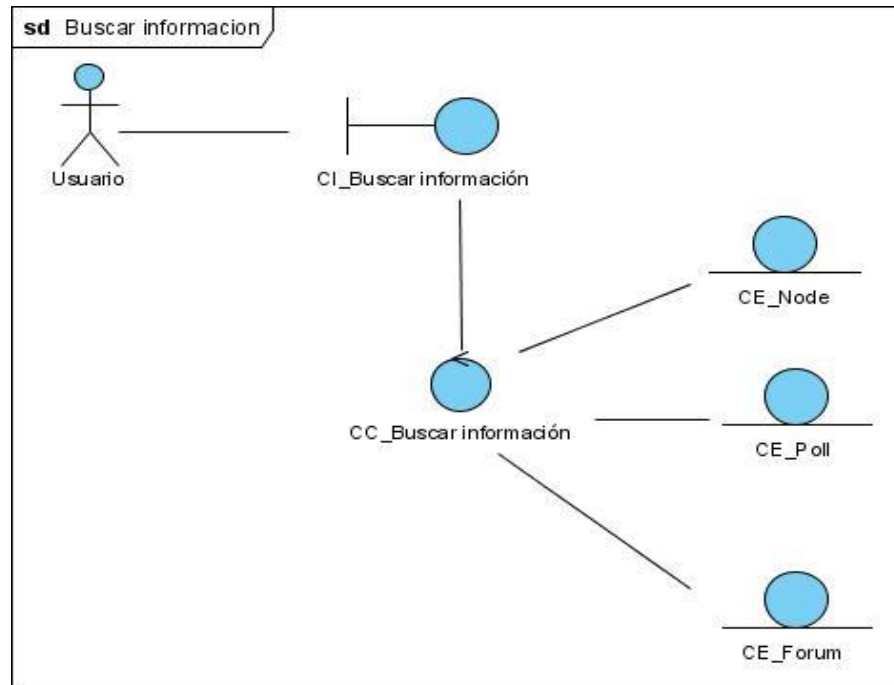 sd Buscar informacion
Usuario
CI_Buscar información
CE_Node
CC_Buscar información
CE_Poll
CE_Forum